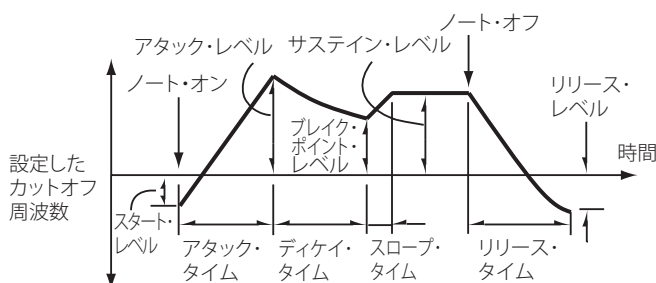 ノート・オフ
アタック・レベル
サステイン・レベル
ノート・オン
リリース・
レベル
ブレイク・
ポイント・
レベル
時間
設定した
カットオフ
周波数
スタート・
レベル
アタック・
タイム
ディケイ・
タイム
スロープ・
タイム
リリース・
タイム